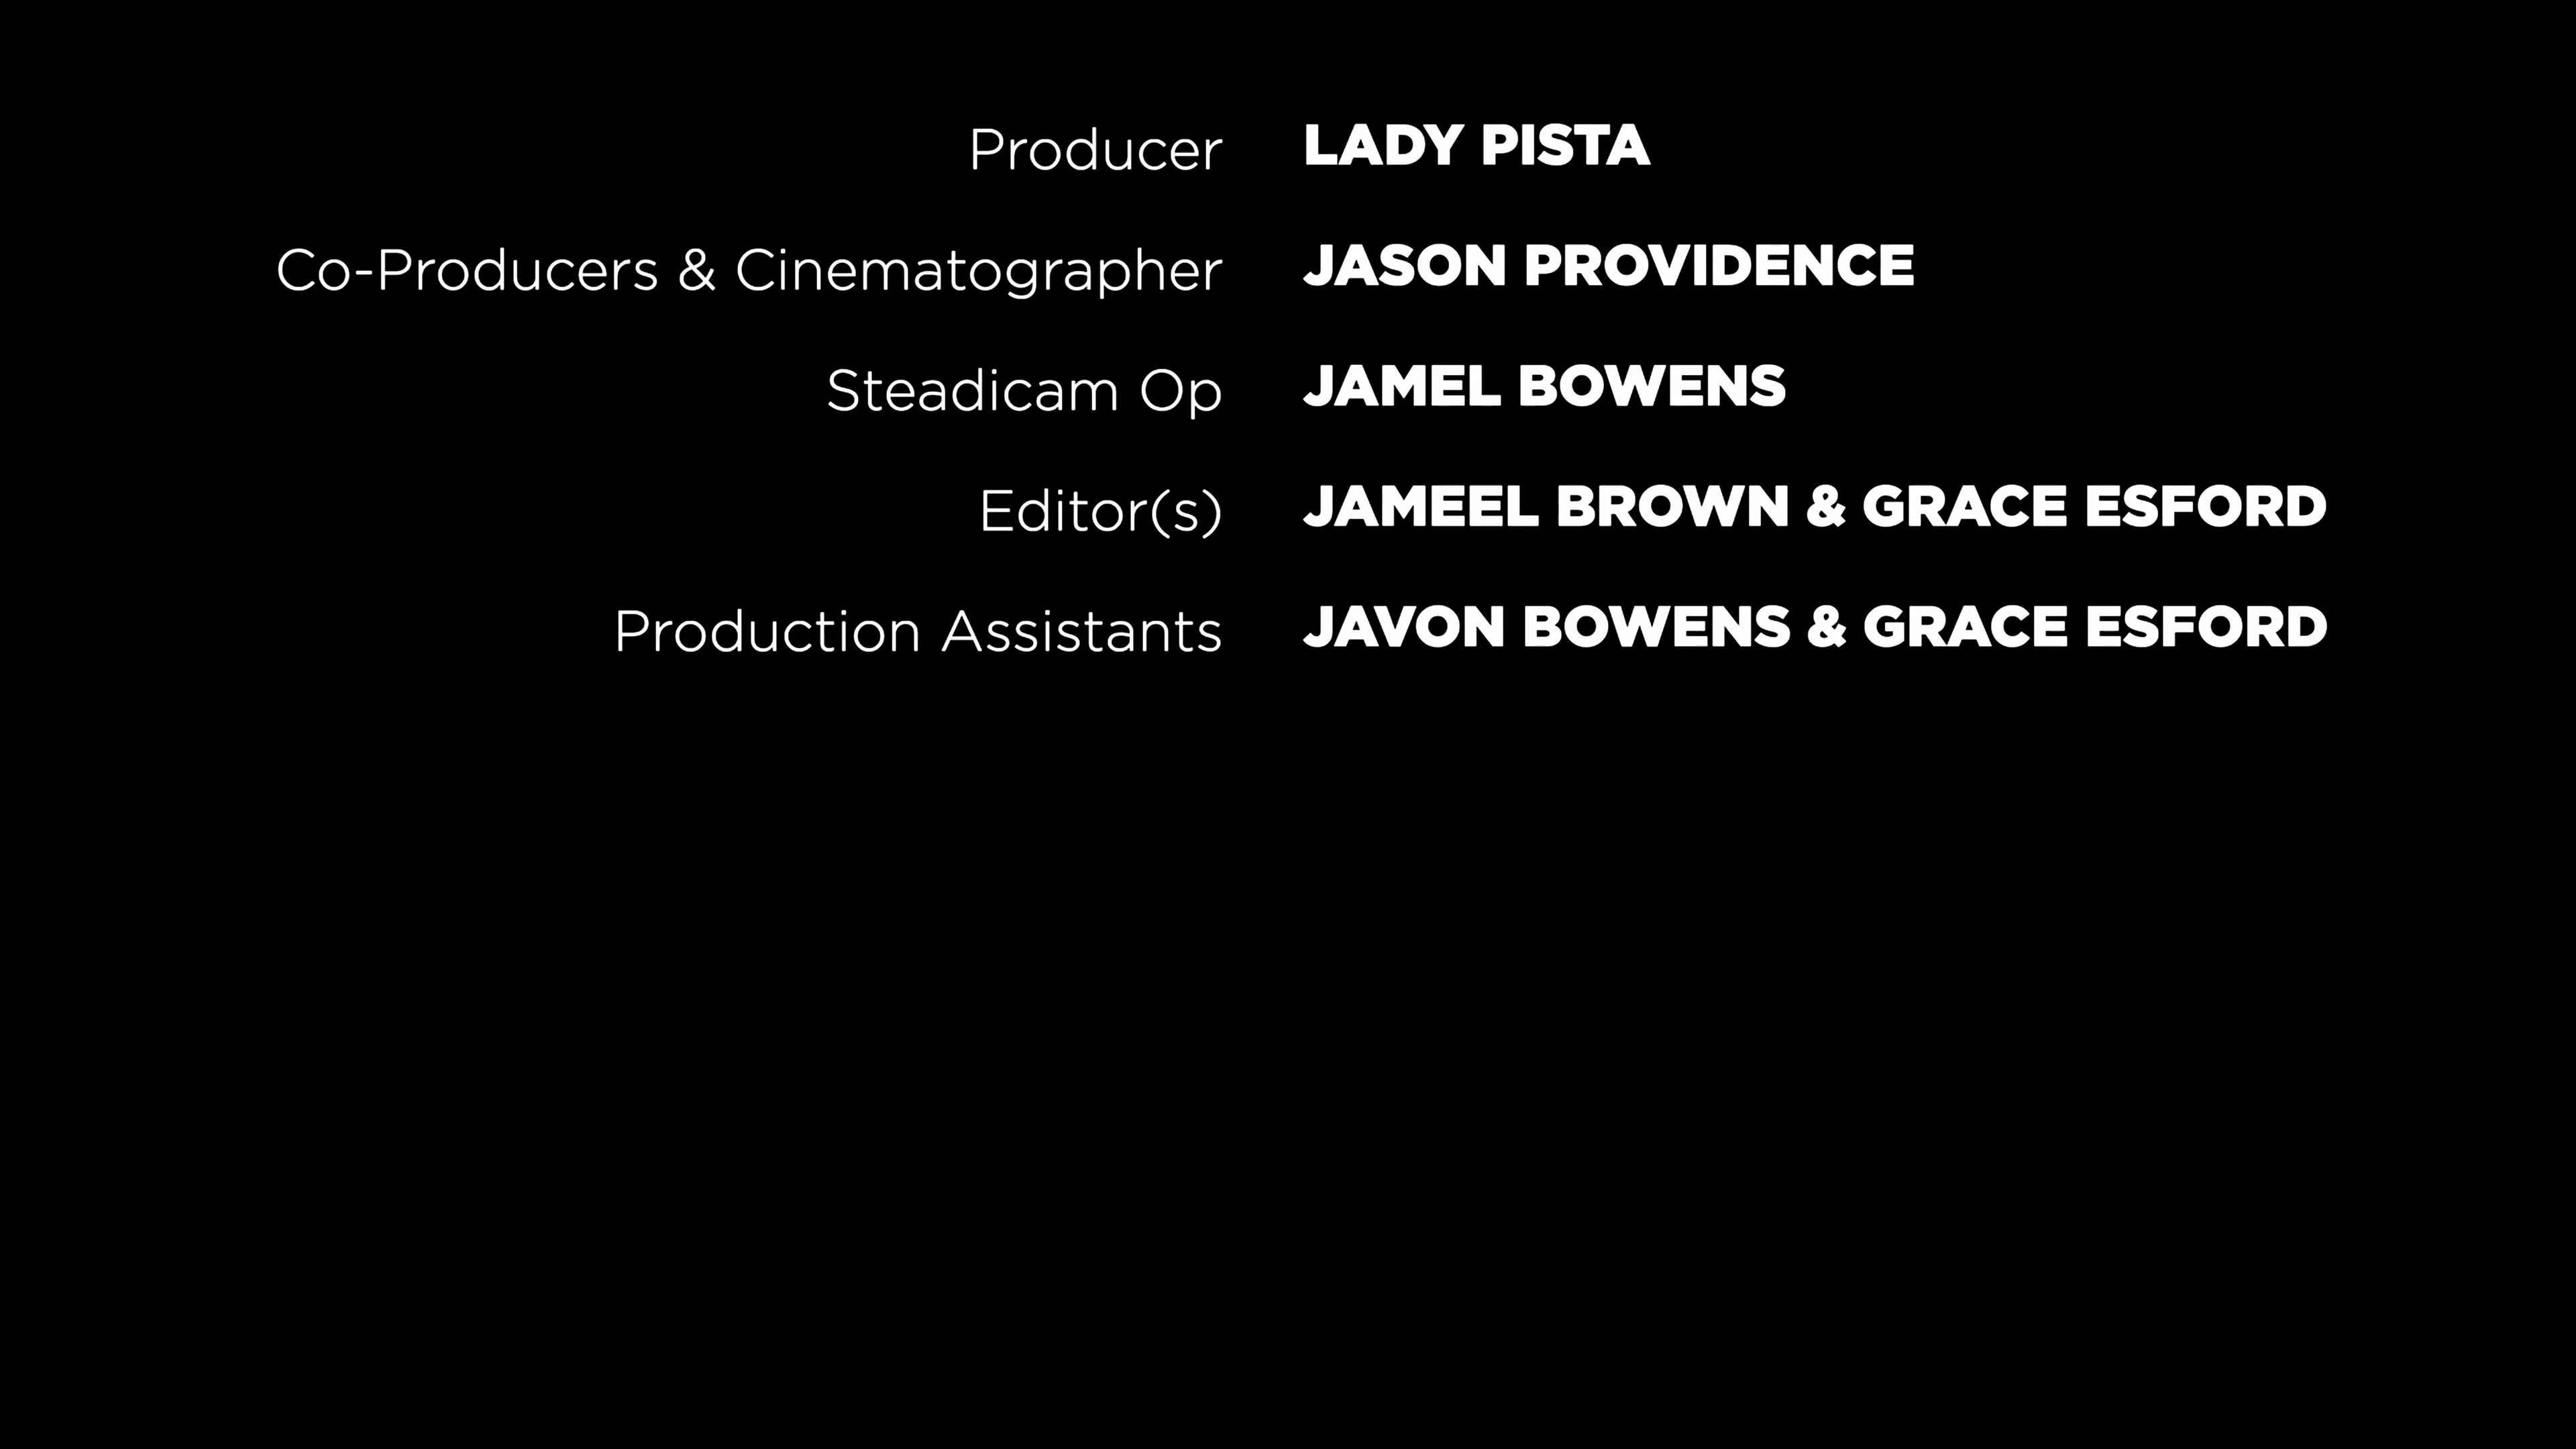 Producer LADY PISTA
Co-Producers & Cinematographer JASON PROVIDENCE
Steadicam Op JAMEL BOWENS
Editor(s) JAMEEL BROWN & GRACE ESFORD
Production Assistants JAVON BOWENS & GRACE ESFORD